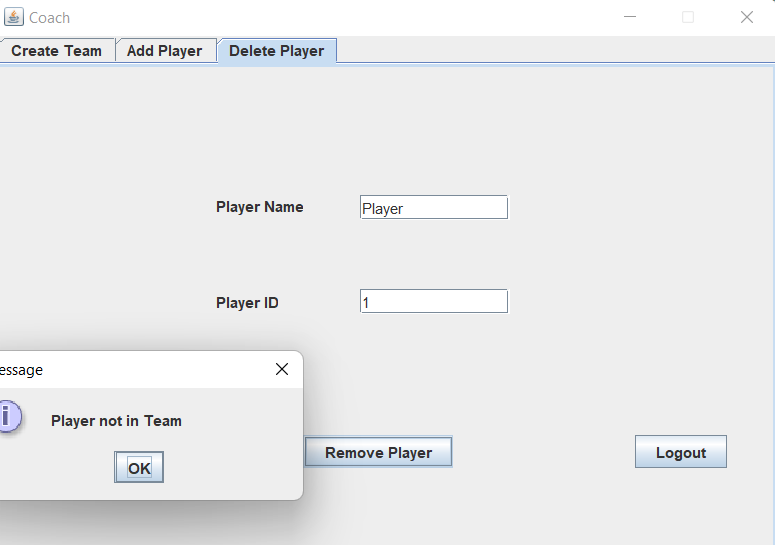 Coach
Create Team Add Player Delete Player
Player Name Player
Player ID 1
essage
i
Player not in Team
OK
Remove Player Logout